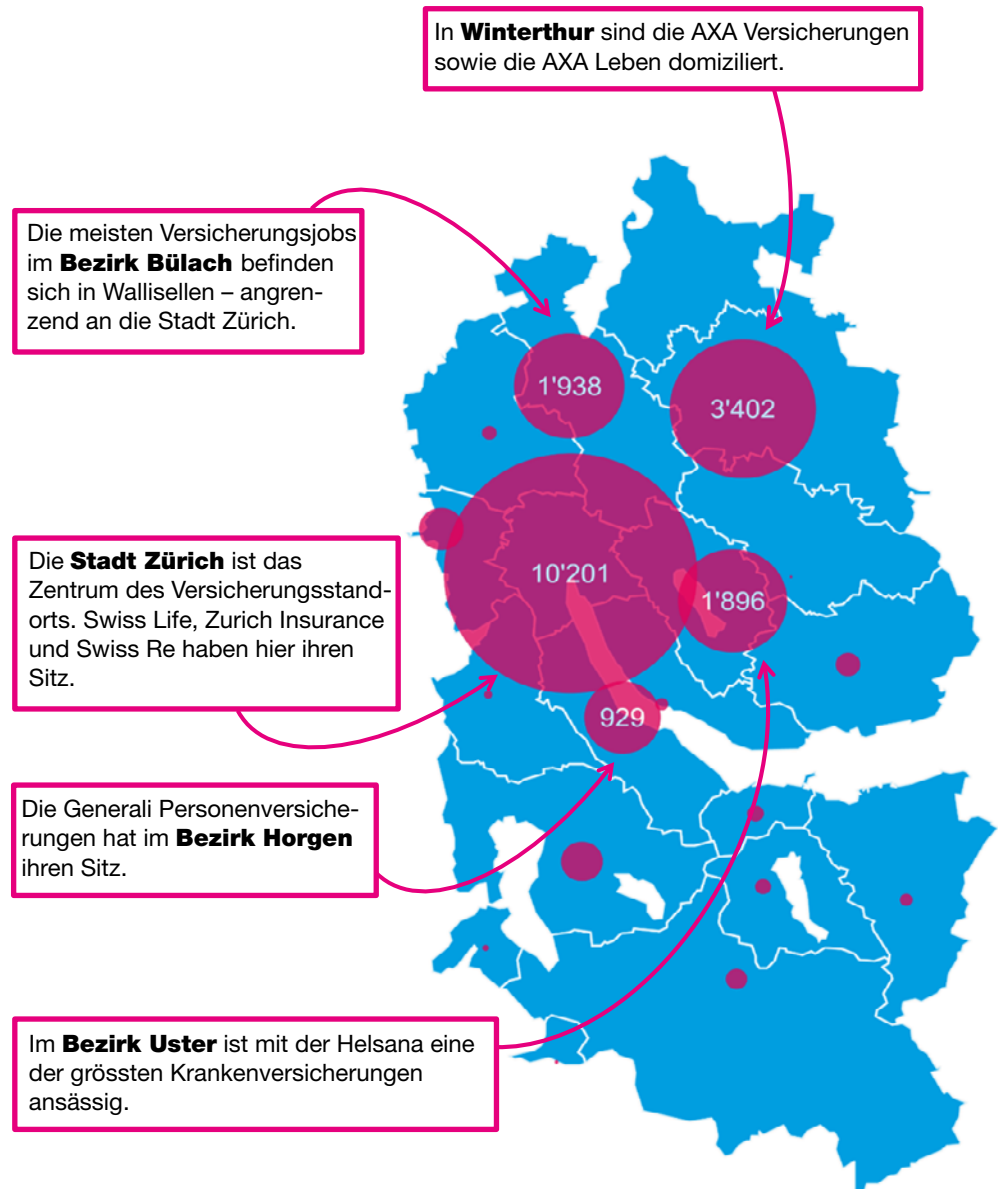 In Winterthur sind die AXA Versicherungen
sowie die AXA Leben domiziliert.
Die meisten Versicherungsjobs
im Bezirk Bülach befinden
sich in Wallisellen – angren-
zend an die Stadt Zürich.
1'938
3'402
Die Stadt Zürich ist das
Zentrum des Versicherungsstand-
orts. Swiss Life, Zurich Insurance
und Swiss Re haben hier ihren
Sitz.
10'201
1'896
929
Die Generali Personenversiche-
rungen hat im Bezirk Horgen
ihren Sitz.
Im Bezirk Uster ist mit der Helsana eine
der grössten Krankenversicherungen
ansässig.